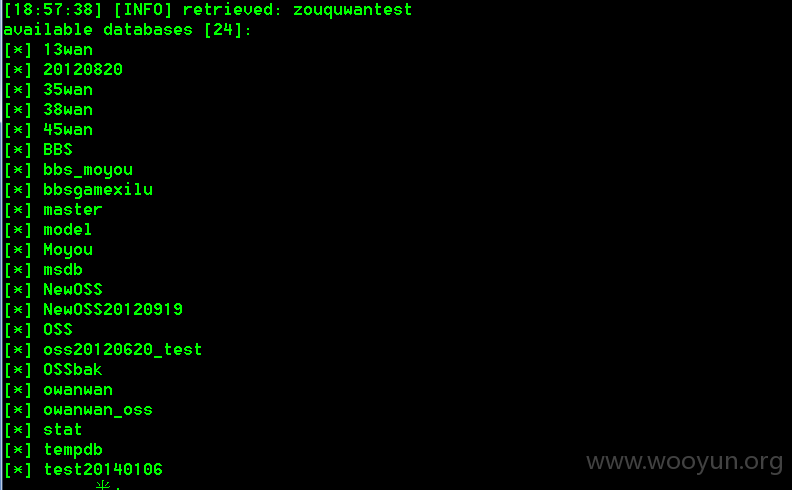 [18:57:38] [INFO] retrieved: zouquwantest
available databases [24]:
[*] 13wan
[*] 20120820
[*] 35wan
[*] 38wan
[*] 45wan
[*] BBS
[*] bbs_moyou
[*] bbsgamexilu
[*] master
[*] model
[*] Moyou
[*] msdb
[*] NewOSS
[*] NewOSS20120919
[*] OSS
[*] oss20120620_test
[*] OSSbak
[*] owanwan
[*] owanwan_oss
[*] stat
[*] tempdb
[*] test20140106
www.wooyun.org